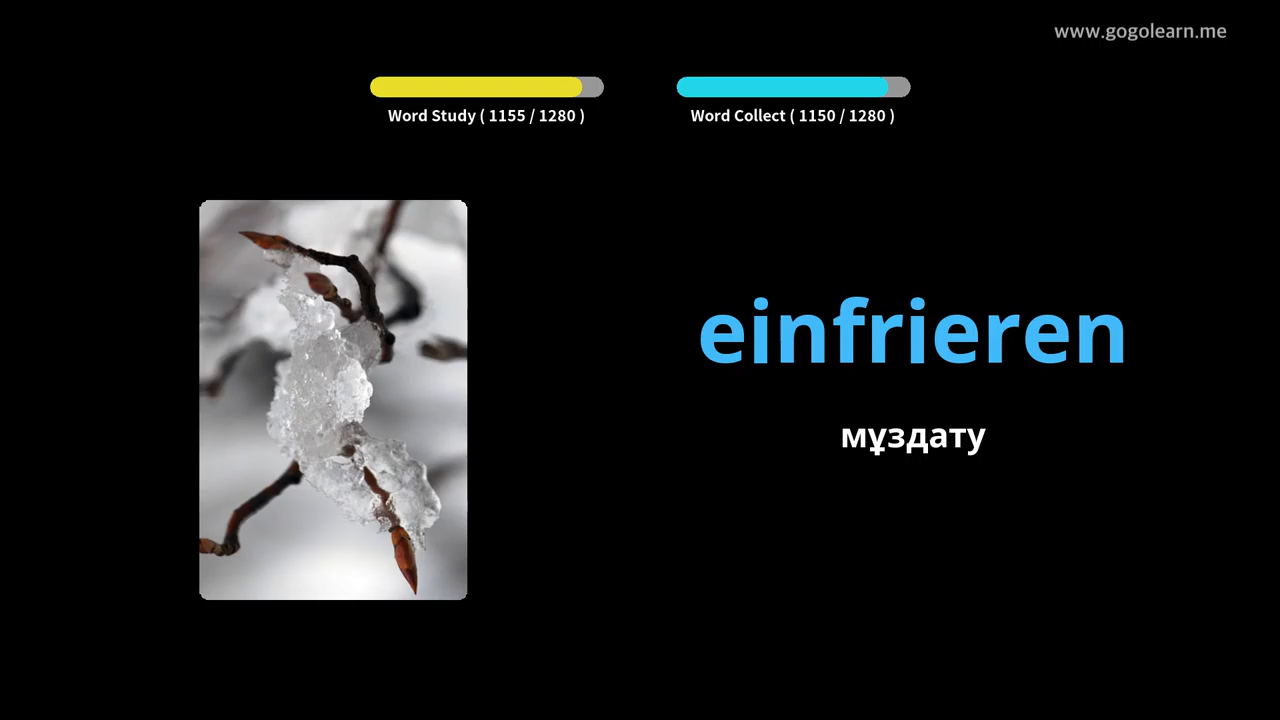 www.gogolearn.me
Word Study ( 1155 / 1280 )
Word Collect ( 1150 / 1280 )
einfrieren
мұздату